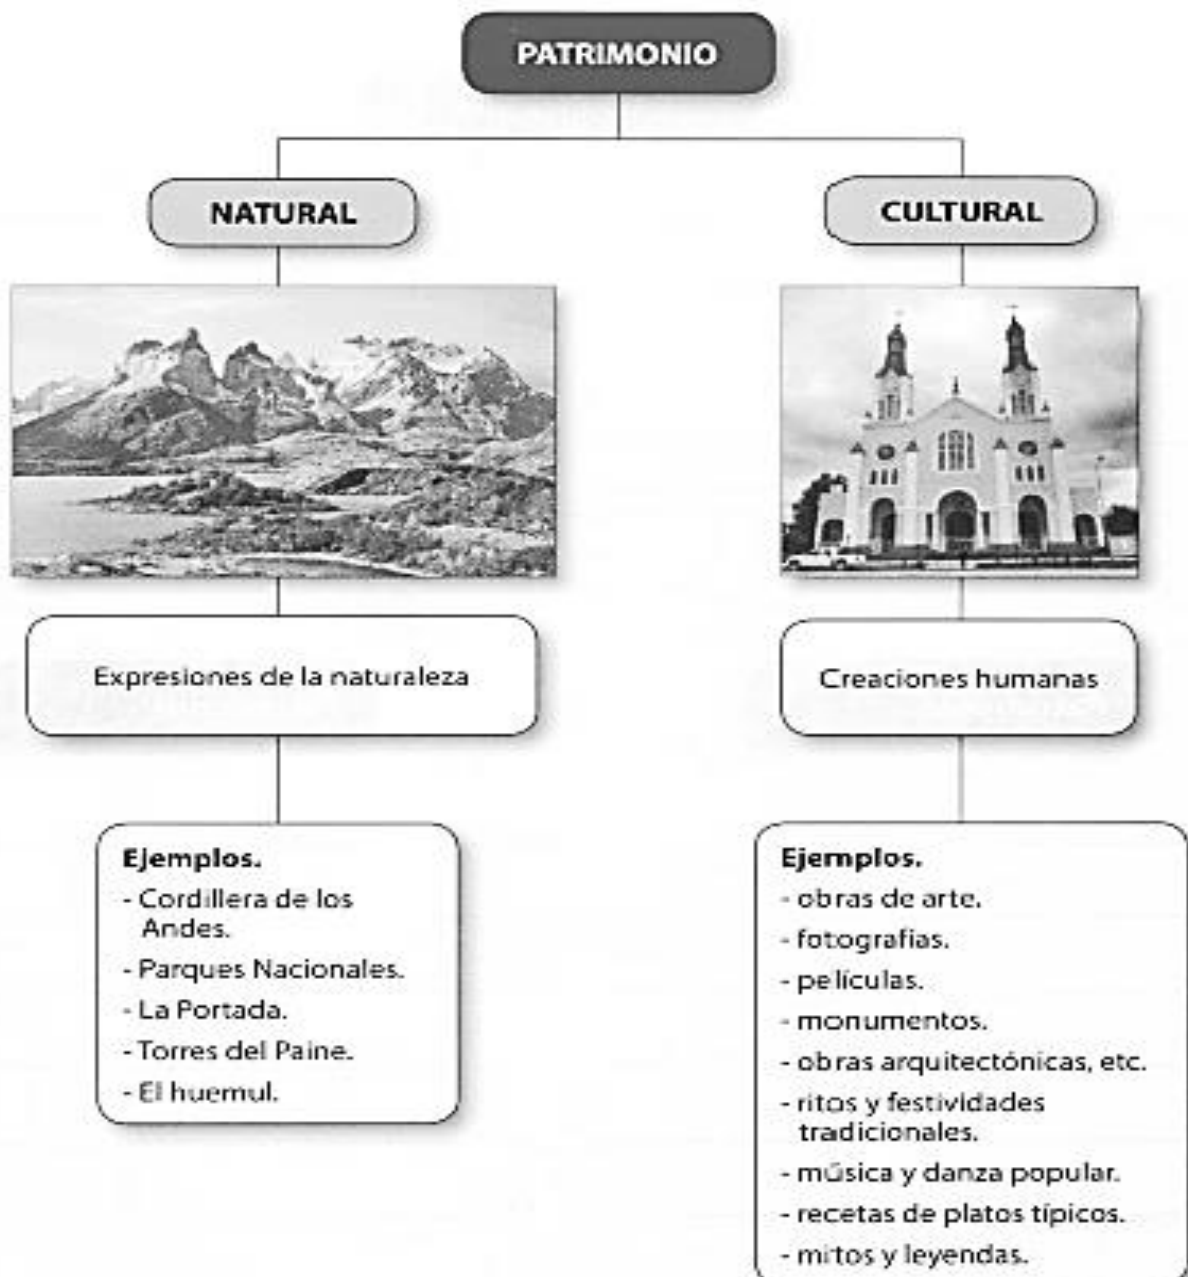 PATRIMONIO
NATURAL
CULTURAL
Expresiones de la naturaleza
Creaciones humanas
Ejemplos.
- Cordillera de los
Andes.
- Parques Nacionales.
- La Portada.
- Torres del Paine.
- El huemul.
Ejemplos.
- obras de arte.
- fotografias.
- películas.
- monumentos.
- obras arquitectónicas, etc.
- ritos y festividades
tradicionales.
- música y danza popular.
- recetas de platos típicos.
- mitos y leyendas.